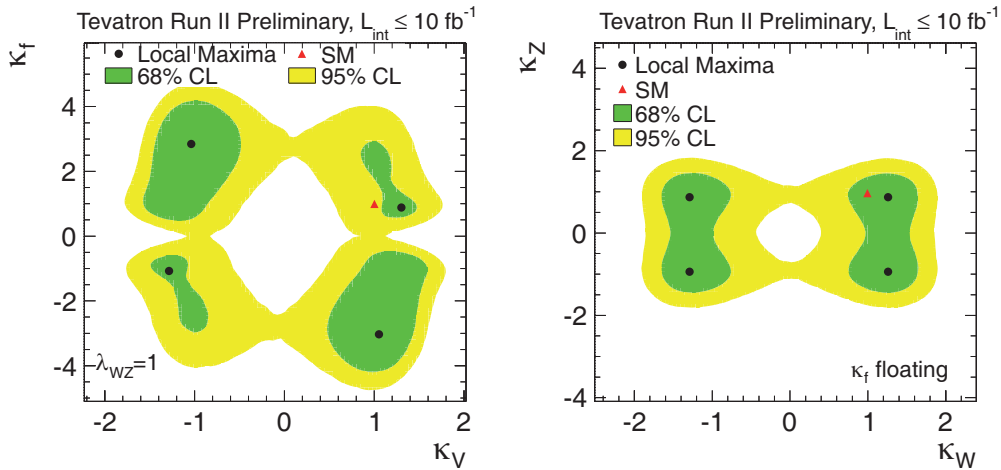 Tevatron Run II Preliminary, L_int ≤ 10 fb⁻¹
κ_f
Local Maxima
SM
68% CL
95% CL
4
2
0
-2
-4
λ_WZ=1
-2
-1
0
1
2
κ_V
Tevatron Run II Preliminary, L_int ≤ 10 fb⁻¹
κ_Z
Local Maxima
SM
68% CL
95% CL
4
2
0
-2
-4
κ_f floating
-2
-1
0
1
2
κ_W